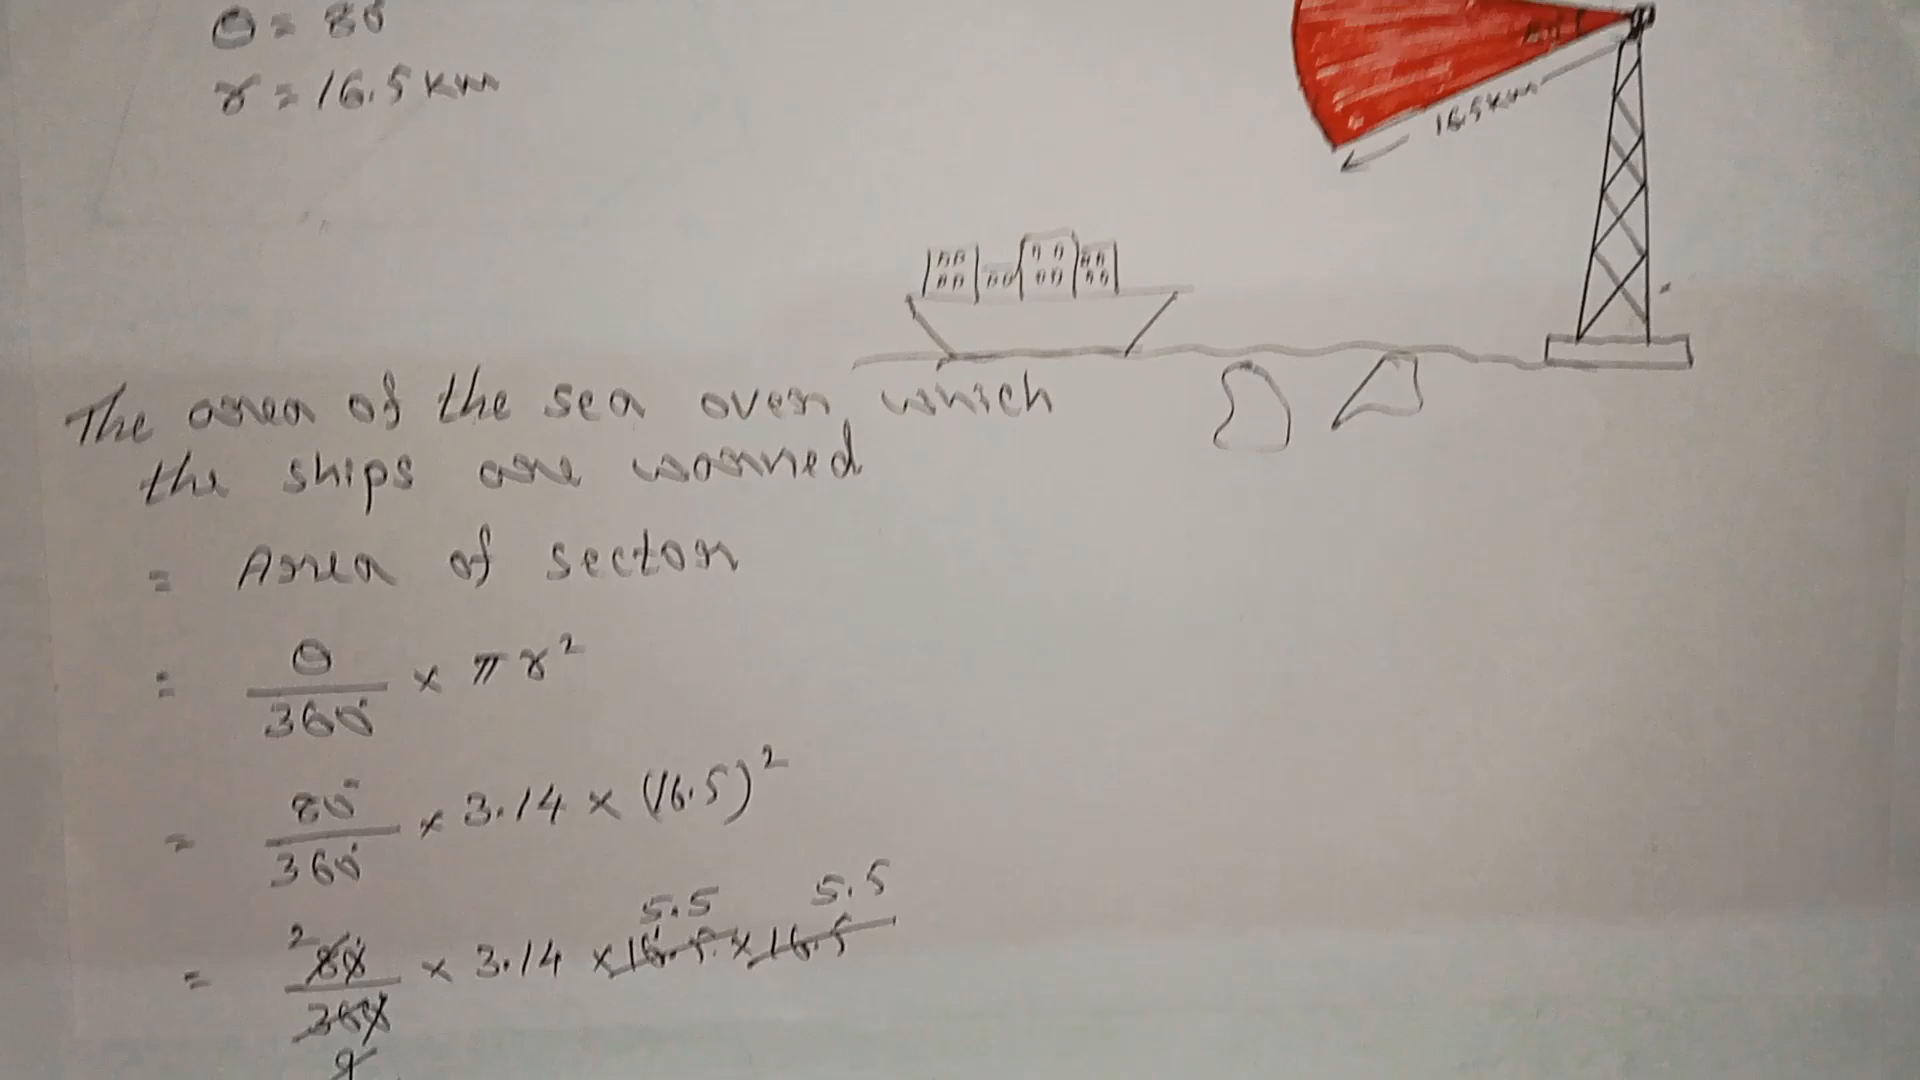 θ = 80°
r = 16.5 km
16.5 km
The area of the sea over which
the ships are warned
= Area of sector
= θ/360° × πr²
= 80°/360° × 3.14 × (16.5)²
5.5 5.5
= 2 80/360 × 3.14 × 16.5 × 16.5
9